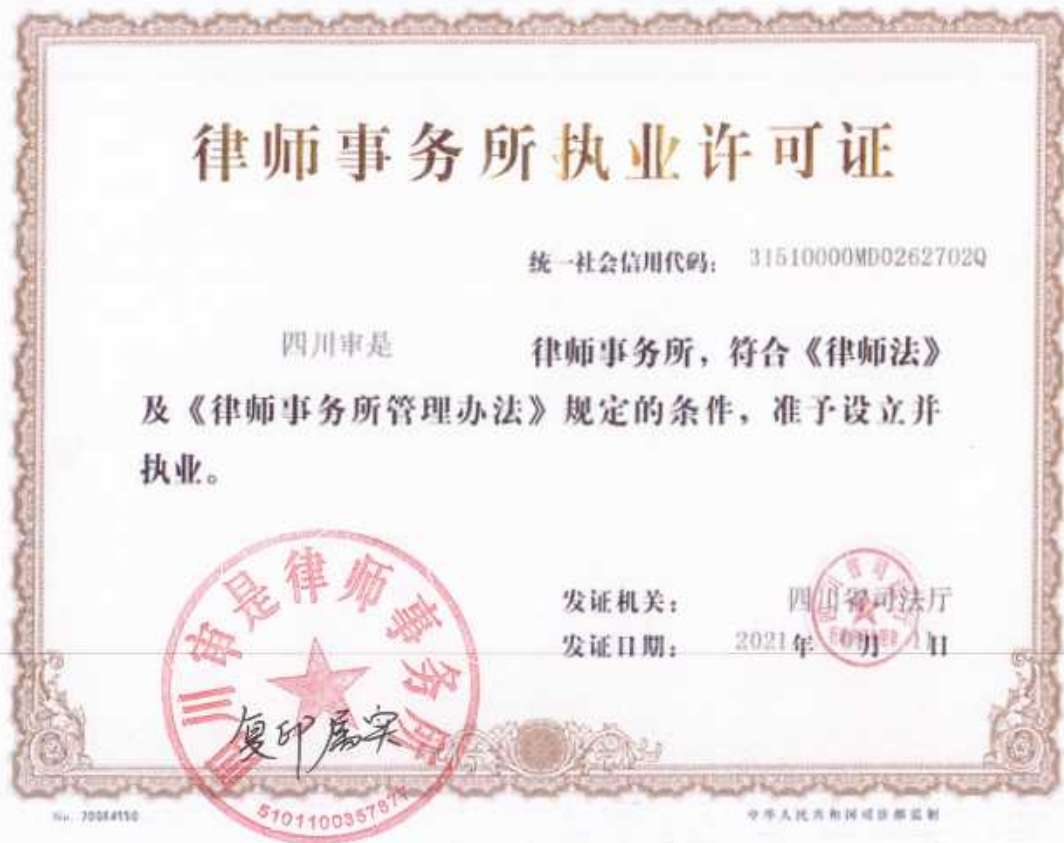 律师事务所执业许可证
统一社会信用代码: 31510000MD0262702Q
四川审是 律师事务所，符合《律师法》
及《律师事务所管理办法》规定的条件，准予设立并
执业。
四川审是律师事务所
复印属实
发证机关: 四川省司法厅
发证日期: 2021年 月 11日
中华人民共和国司法部监制